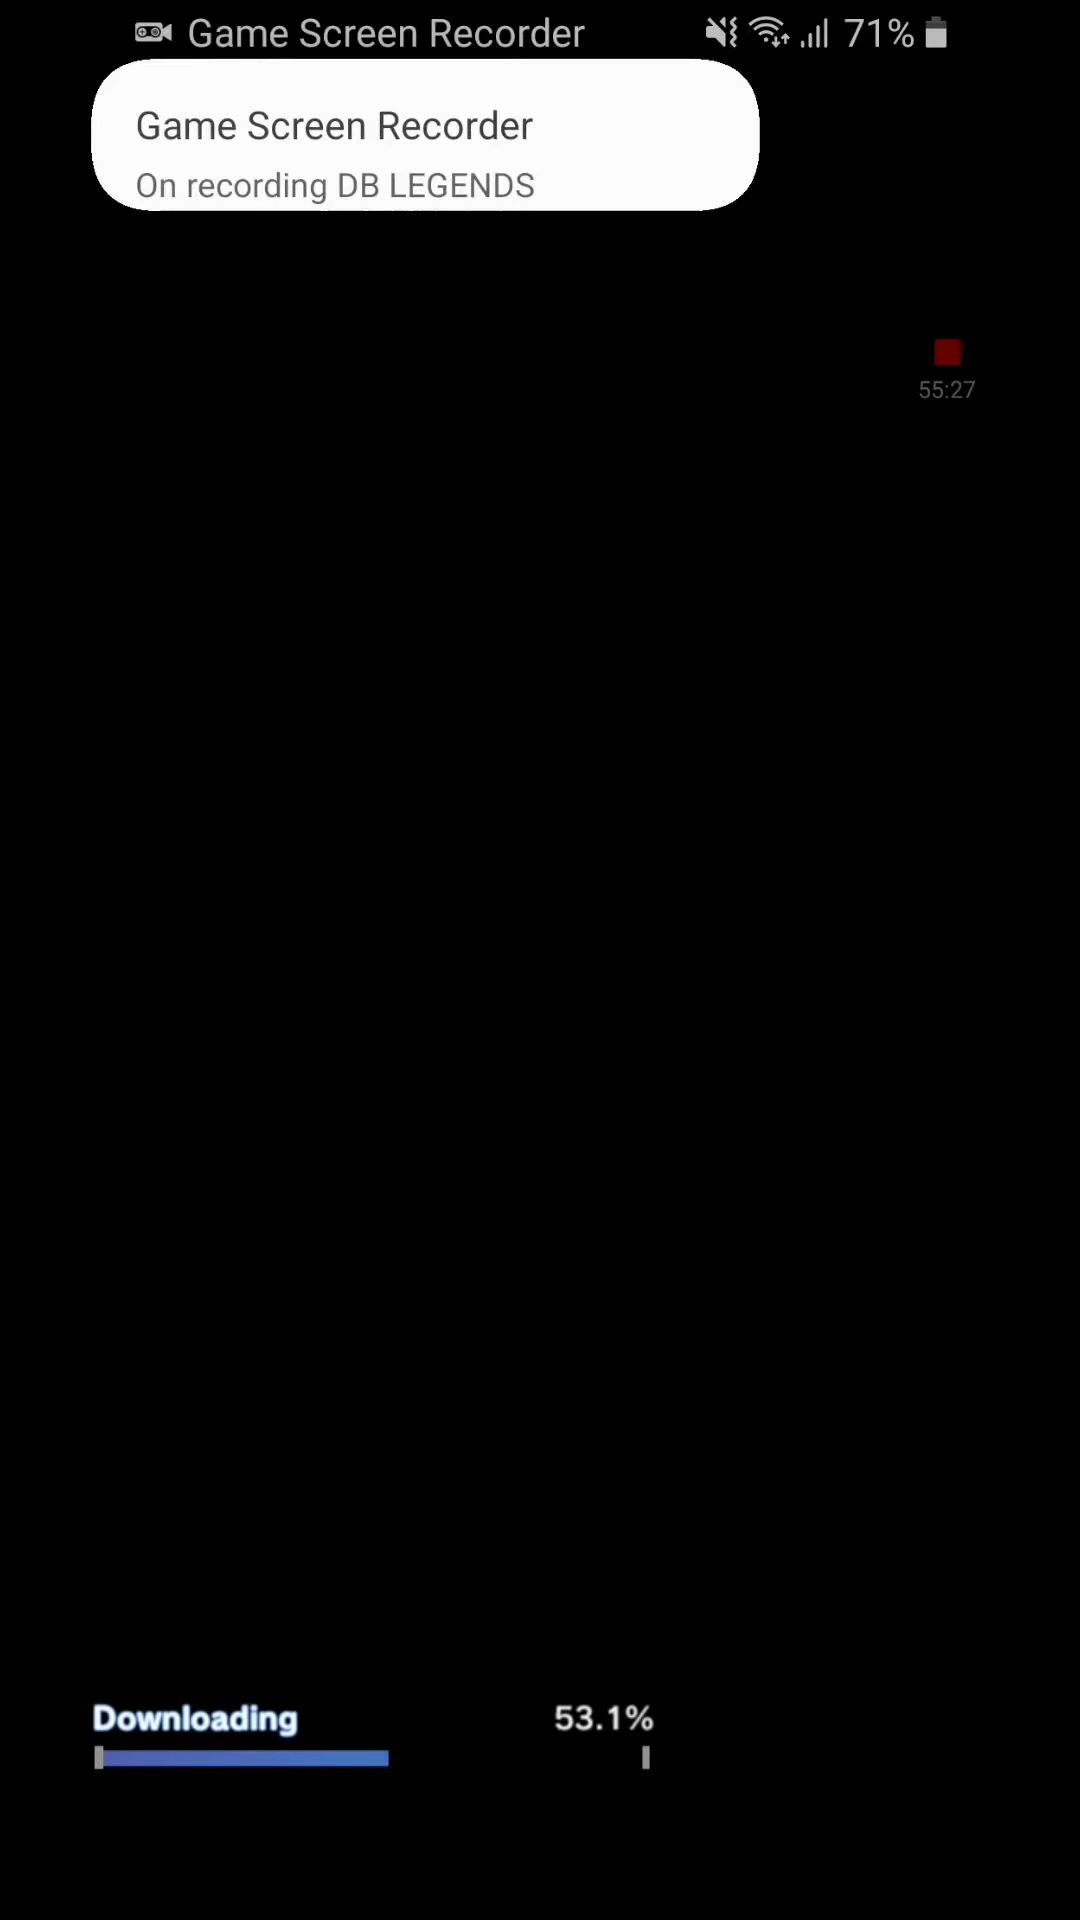 Game Screen Recorder
71%
Game Screen Recorder
On recording DB LEGENDS
55:27
Downloading 53.1%